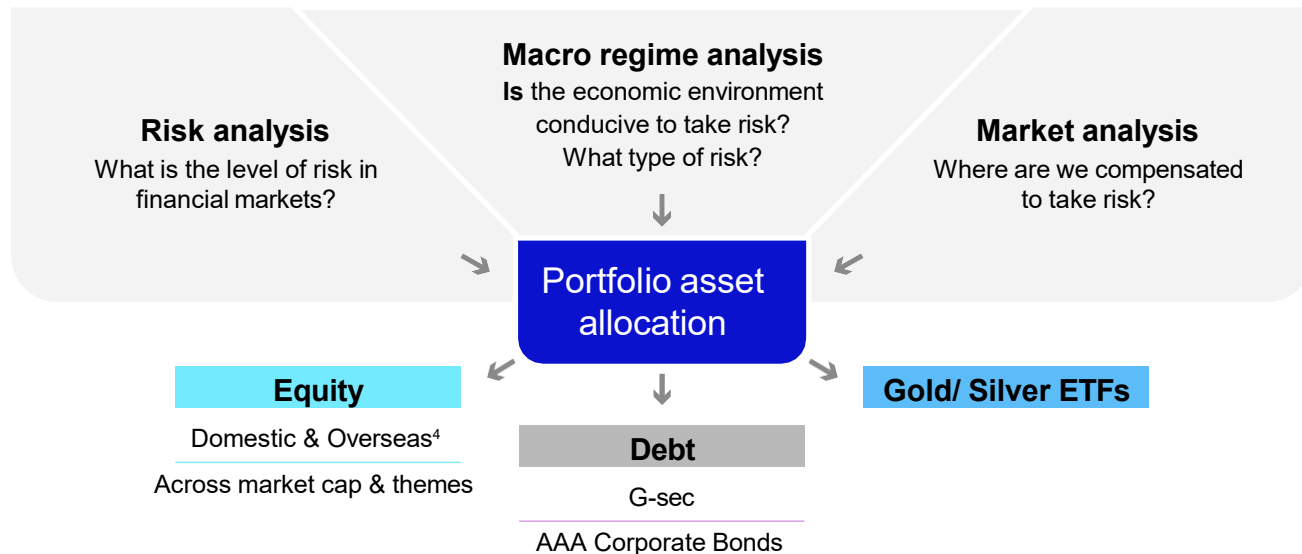 Risk analysis
What is the level of risk in
financial markets?
Macro regime analysis
Is the economic environment
conducive to take risk?
What type of risk?
Market analysis
Where are we compensated
to take risk?
Portfolio asset
allocation
Equity
Domestic & Overseas⁴
Across market cap & themes
Debt
G-sec
AAA Corporate Bonds
Gold/ Silver ETFs